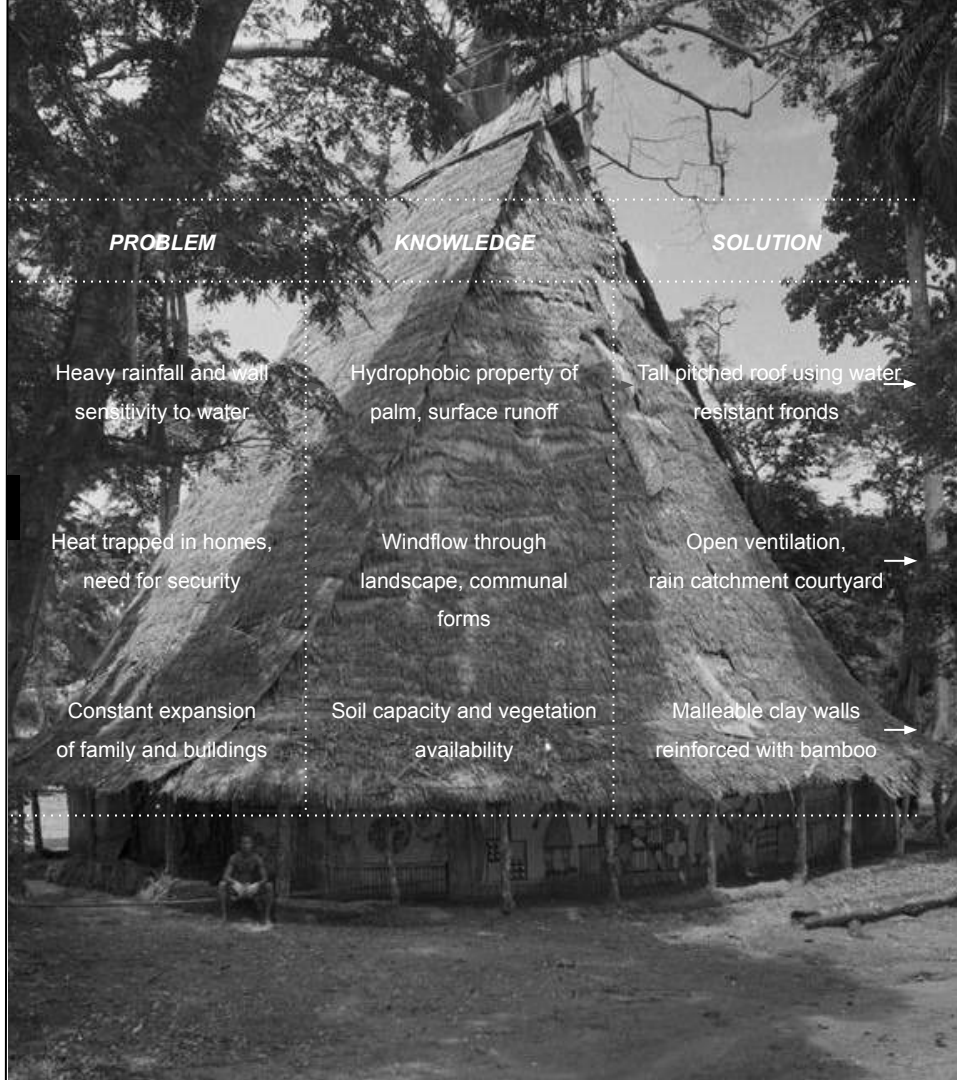 PROBLEM
KNOWLEDGE
SOLUTION
Heavy rainfall and wall
sensitivity to water
Hydrophobic property of
palm, surface runoff
Tall pitched roof using water
resistant fronds
Heat trapped in homes,
need for security
Windflow through
landscape, communal
forms
Open ventilation,
rain catchment courtyard
Constant expansion
of family and buildings
Soil capacity and vegetation
availability
Malleable clay walls
reinforced with bamboo